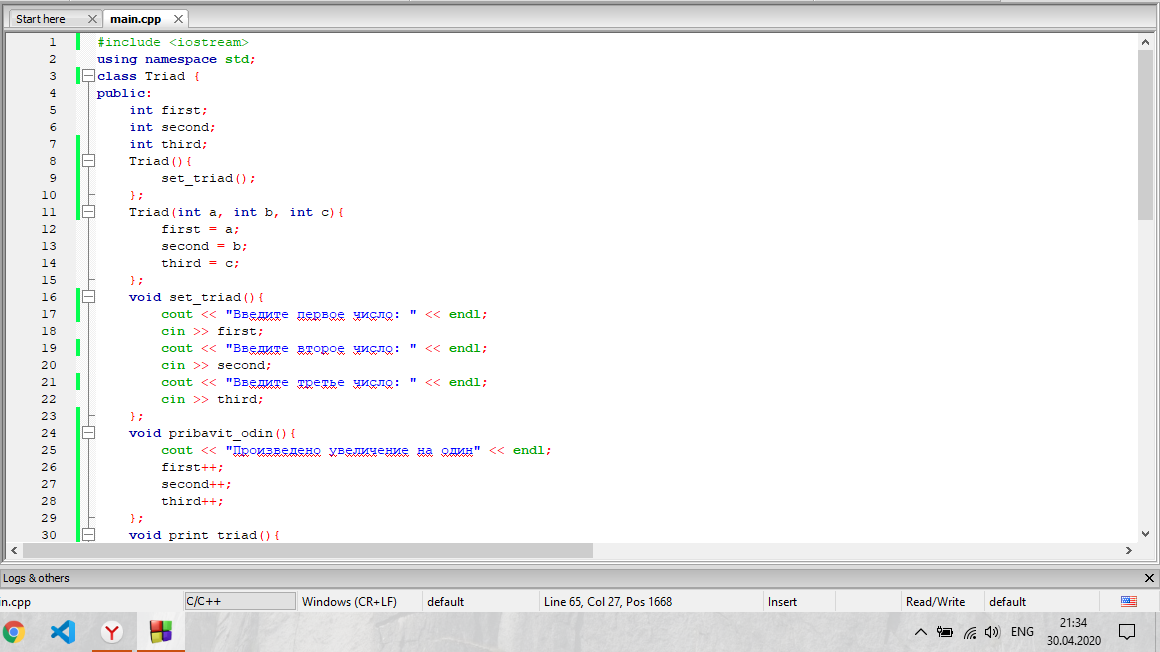 Start here main.cpp
1 #include <iostream>
2 using namespace std;
3 class Triad {
4 public:
5 int first;
6 int second;
7 int third;
8 Triad(){
9 set_triad();
10 };
11 Triad(int a, int b, int c){
12 first = a;
13 second = b;
14 third = c;
15 };
16 void set_triad(){
17 cout << "Введите первое число: " << endl;
18 cin >> first;
19 cout << "Введите второе число: " << endl;
20 cin >> second;
21 cout << "Введите третье число: " << endl;
22 cin >> third;
23 };
24 void pribavit_odin(){
25 cout << "Произведено увеличение на один" << endl;
26 first++;
27 second++;
28 third++;
29 };
30 void print triad(){
Logs & others
n.cpp C/C++ Windows (CR+LF) default Line 65, Col 27, Pos 1668 Insert Read/Write default
ENG 21:34
30.04.2020